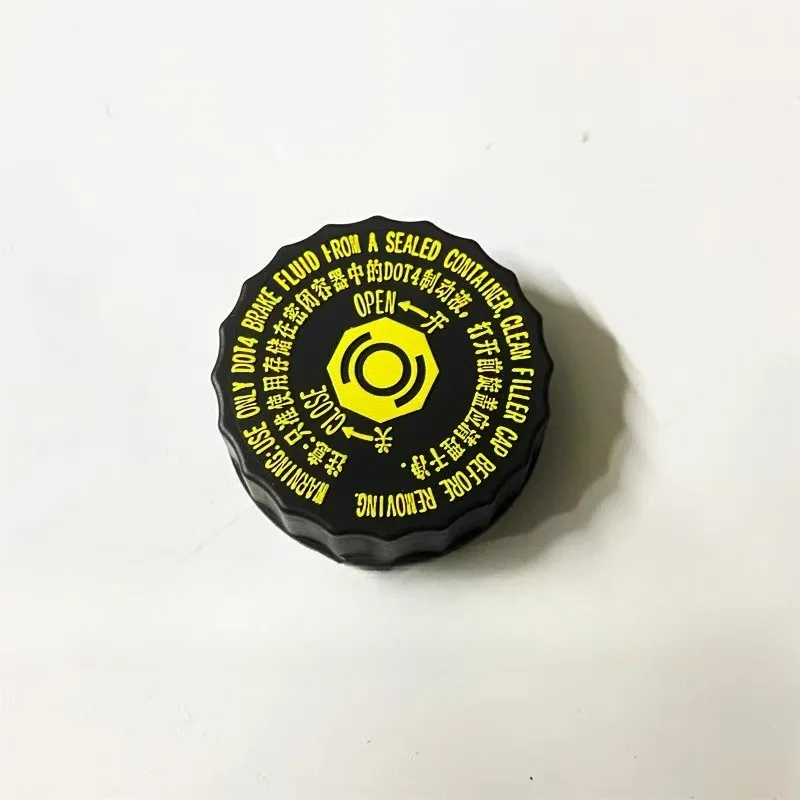 WARNING:USE ONLY DOT4 BRAKE FLUID FROM A SEALED CONTAINER,CLEAN FILLER CAP BEFORE REMOVING.
注意:只准使用存储在密闭容器中的DOT4制动液，打开前旋盖应清理干净.
OPEN←开
关→CLOSE